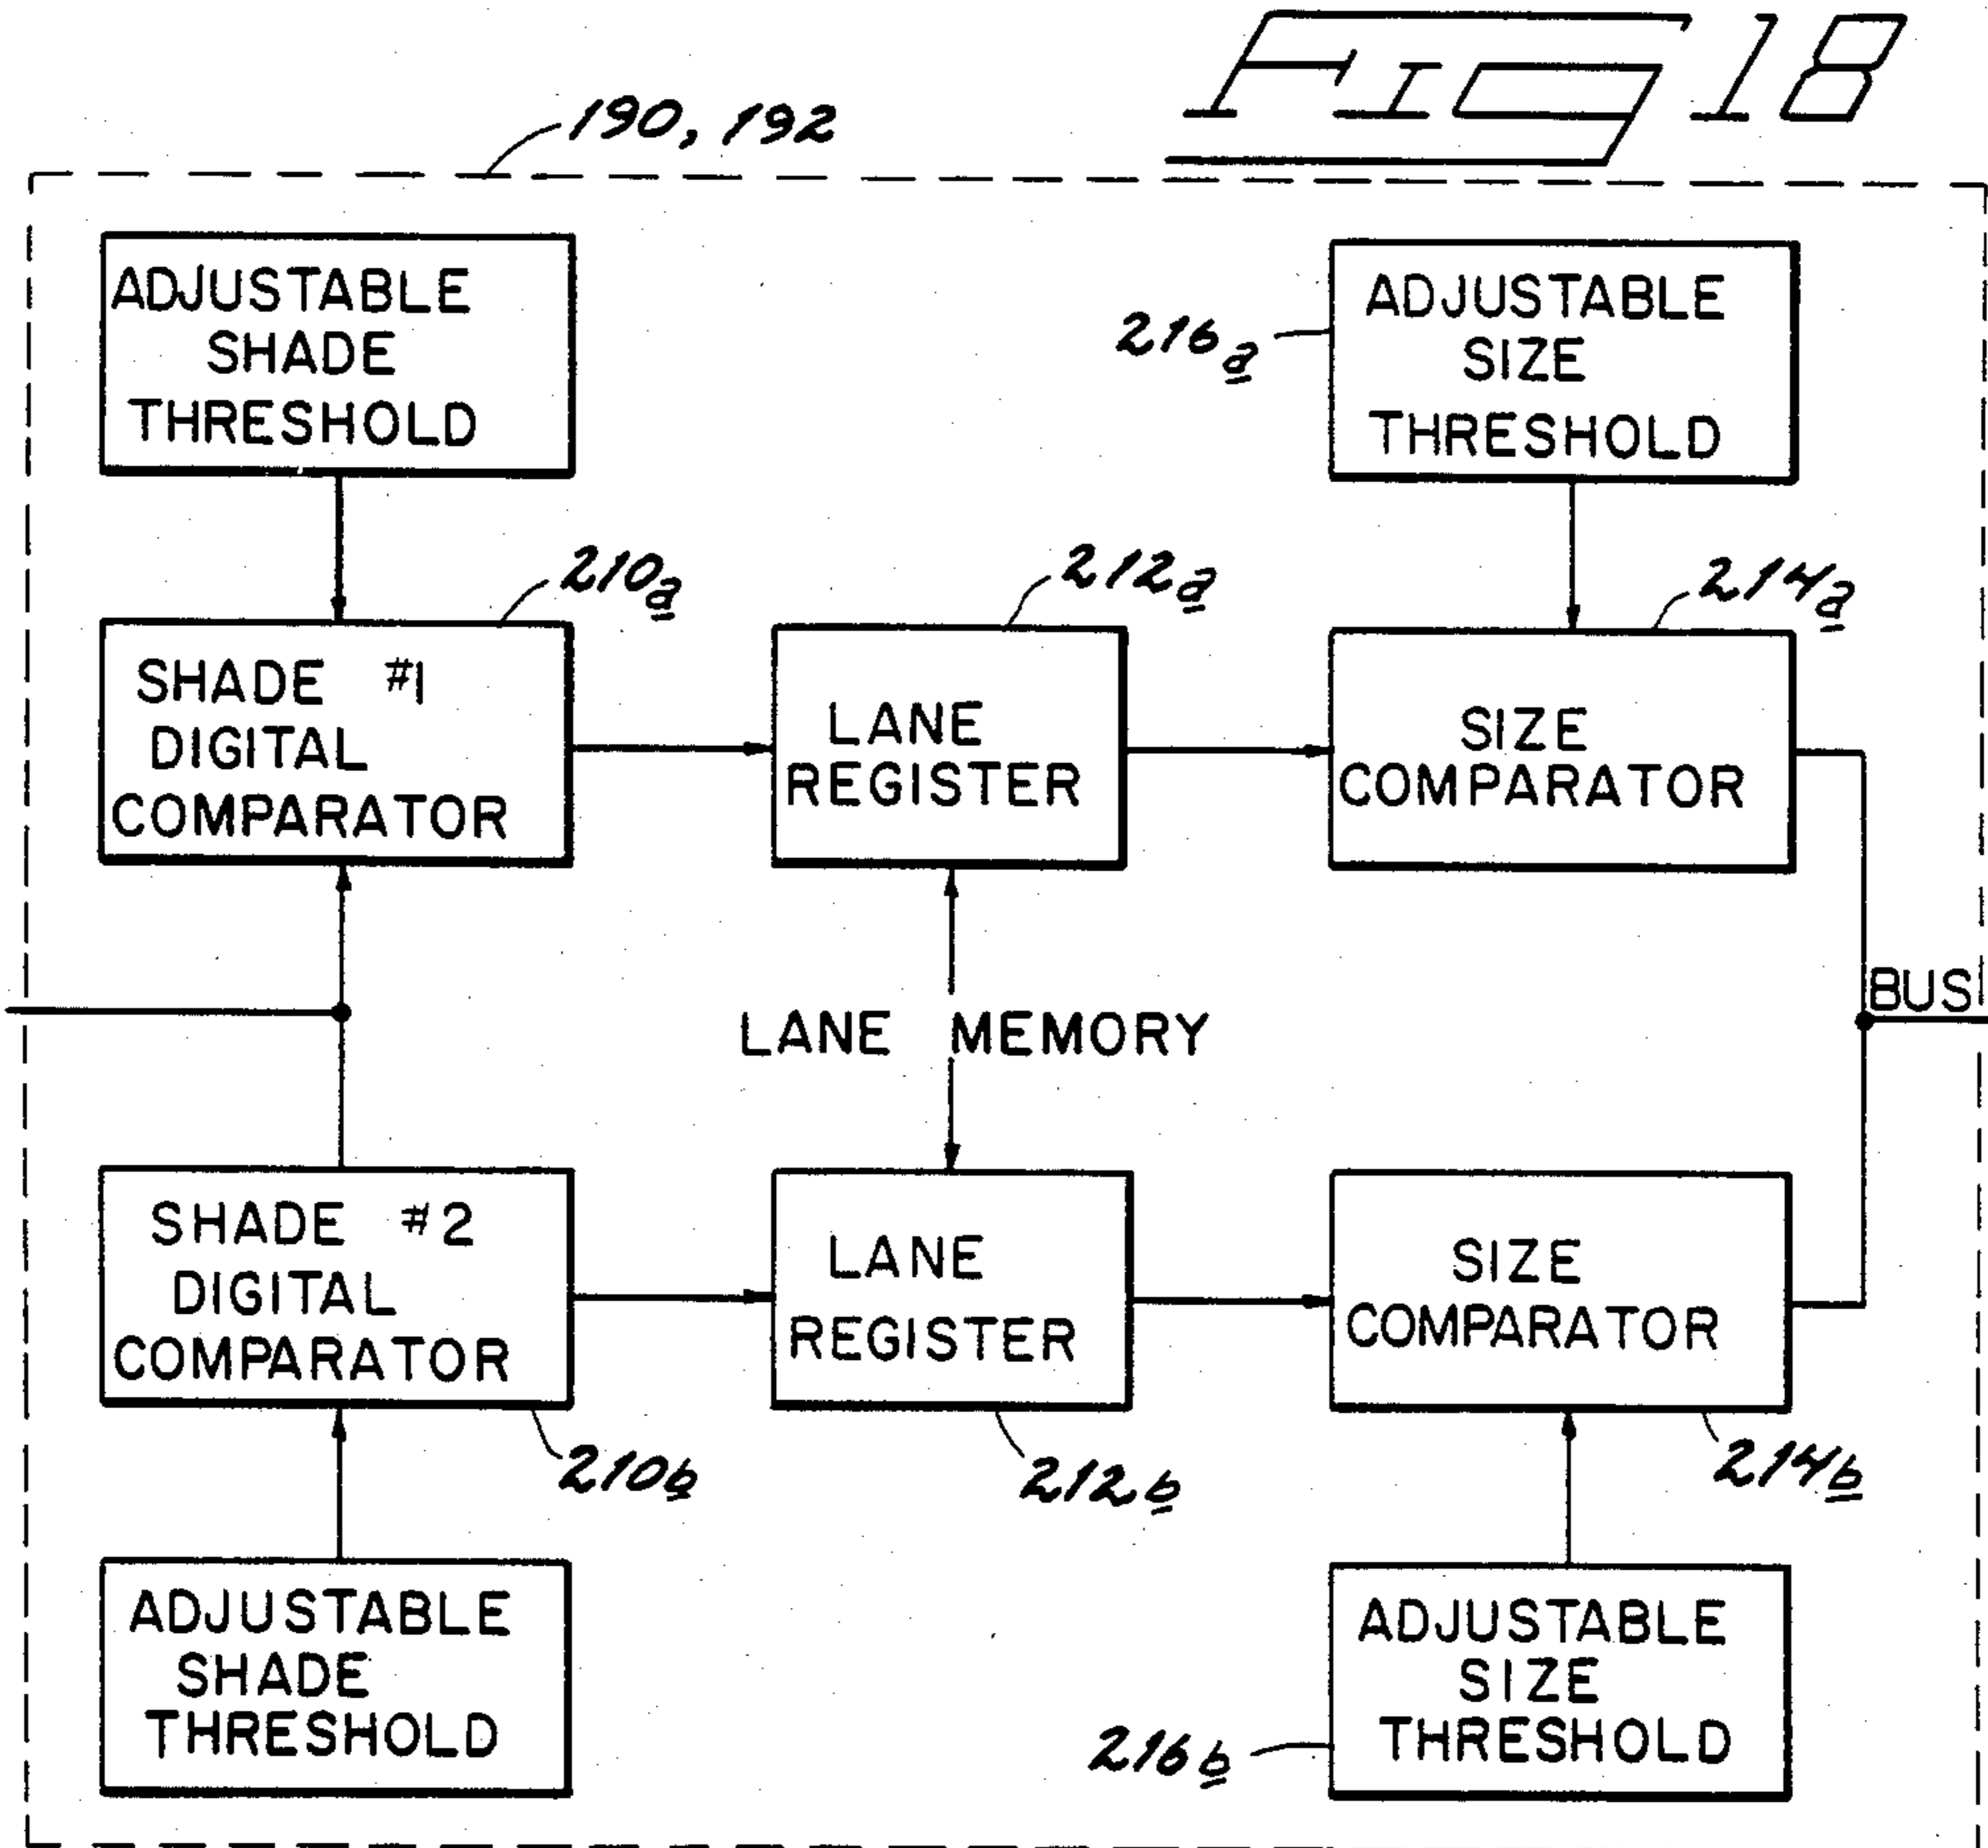 FIG 18
190, 192
ADJUSTABLE
SHADE
THRESHOLD
216a
ADJUSTABLE
SIZE
THRESHOLD
210a
212a
214a
SHADE #1
DIGITAL
COMPARATOR
LANE
REGISTER
SIZE
COMPARATOR
LANE MEMORY
BUS
SHADE #2
DIGITAL
COMPARATOR
LANE
REGISTER
SIZE
COMPARATOR
210b
212b
214b
ADJUSTABLE
SHADE
THRESHOLD
216b
ADJUSTABLE
SIZE
THRESHOLD